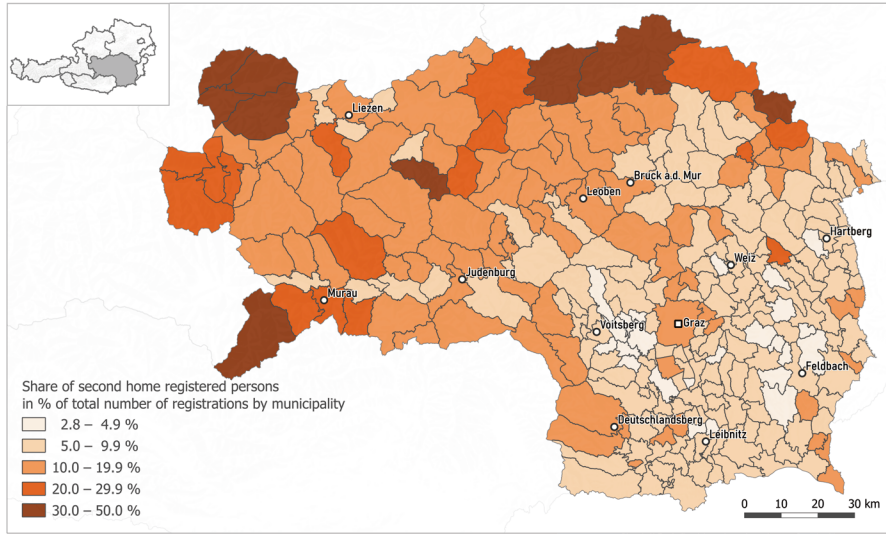 Liezen
Bruck a.d. Mur
Leoben
Hartberg
Weiz
Judenburg
Murau
Graz
Voitsberg
Feldbach
Deutschlandsberg
Leibnitz
Share of second home registered persons
in % of total number of registrations by municipality
2.8 – 4.9 %
5.0 – 9.9 %
10.0 – 19.9 %
20.0 – 29.9 %
30.0 – 50.0 %
0 10 20 30 km